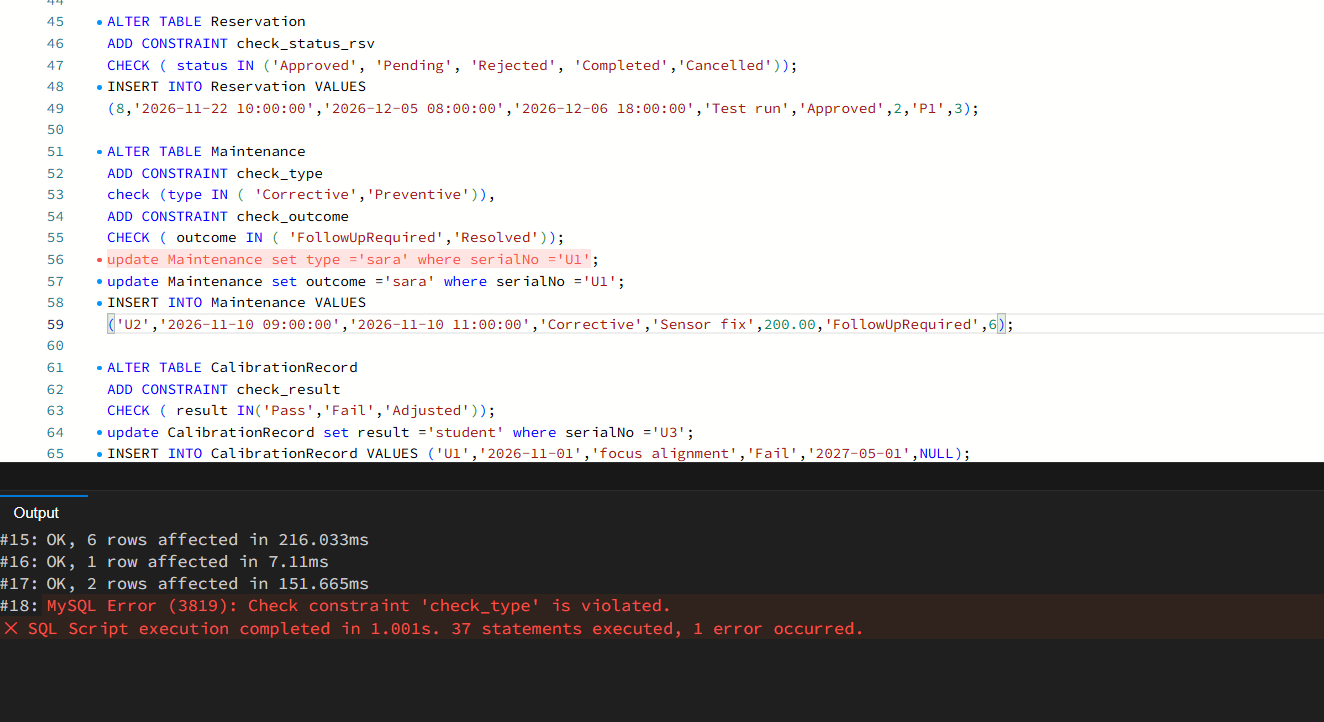 44
45 ALTER TABLE Reservation
46 ADD CONSTRAINT check_status_rsv
47 CHECK ( status IN ('Approved', 'Pending', 'Rejected', 'Completed','Cancelled'));
48 INSERT INTO Reservation VALUES
49 (8,'2026-11-22 10:00:00','2026-12-05 08:00:00','2026-12-06 18:00:00','Test run','Approved',2,'P1',3);
50
51 ALTER TABLE Maintenance
52 ADD CONSTRAINT check_type
53 check (type IN ( 'Corrective','Preventive')),
54 ADD CONSTRAINT check_outcome
55 CHECK ( outcome IN ( 'FollowUpRequired','Resolved'));
56 update Maintenance set type ='sara' where serialNo ='U1';
57 update Maintenance set outcome ='sara' where serialNo ='U1';
58 INSERT INTO Maintenance VALUES
59 ('U2','2026-11-10 09:00:00','2026-11-10 11:00:00','Corrective','Sensor fix',200.00,'FollowUpRequired',6);
60
61 ALTER TABLE CalibrationRecord
62 ADD CONSTRAINT check_result
63 CHECK ( result IN('Pass','Fail','Adjusted'));
64 update CalibrationRecord set result ='student' where serialNo ='U3';
65 INSERT INTO CalibrationRecord VALUES ('U1','2026-11-01','focus alignment','Fail','2027-05-01',NULL);
Output
#15: OK, 6 rows affected in 216.033ms
#16: OK, 1 row affected in 7.11ms
#17: OK, 2 rows affected in 151.665ms
#18: MySQL Error (3819): Check constraint 'check_type' is violated.
✕ SQL Script execution completed in 1.001s. 37 statements executed, 1 error occurred.